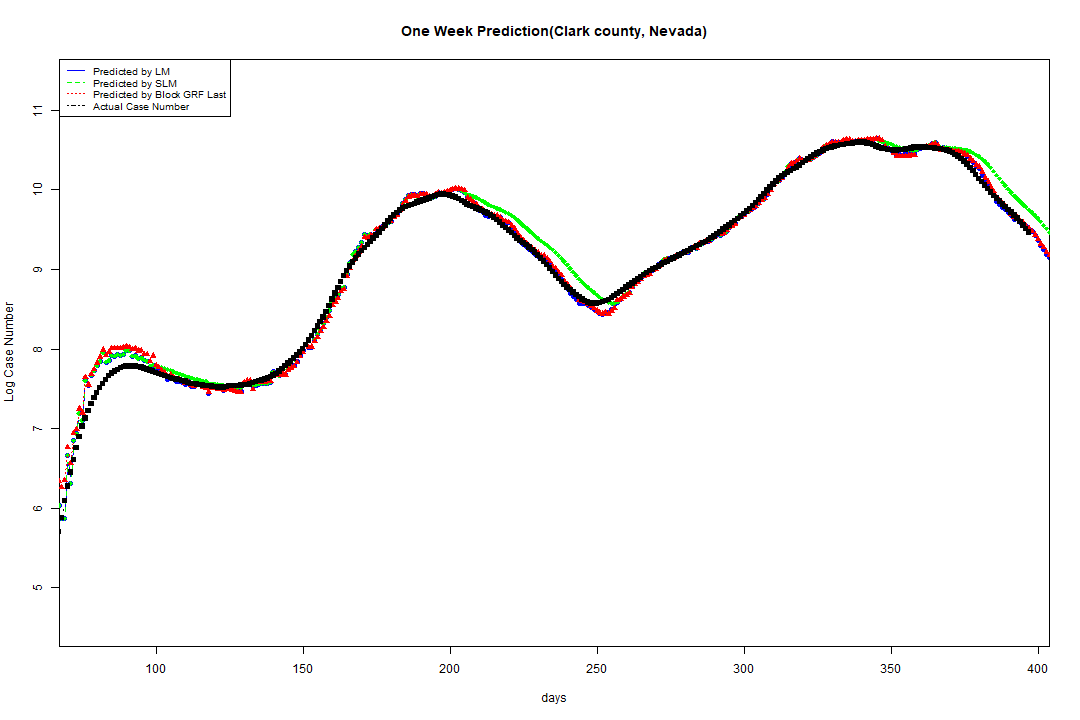 One Week Prediction(Clark county, Nevada)
Predicted by LM
Predicted by SLM
Predicted by Block GRF Last
Actual Case Number
11
10
9
8
7
6
5
Log Case Number
100 150 200 250 300 350 400
days